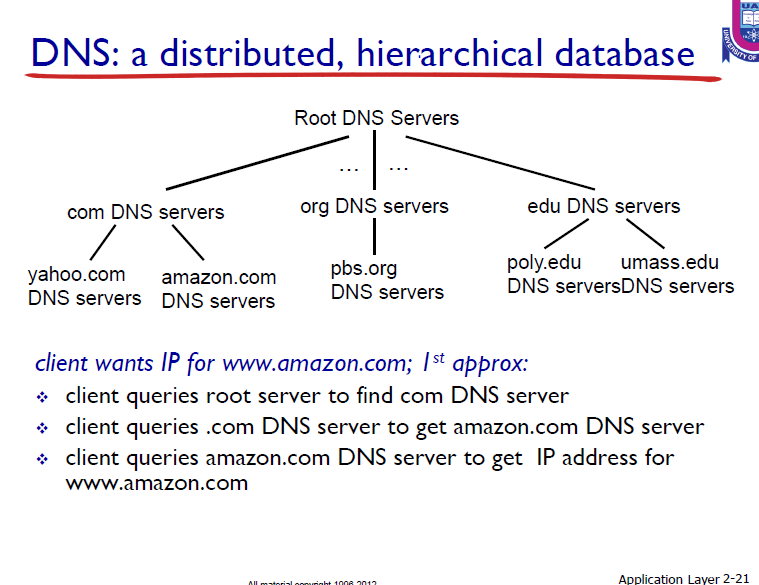 DNS: a distributed, hierarchical database
Root DNS Servers
… …
com DNS servers org DNS servers edu DNS servers
yahoo.com amazon.com pbs.org poly.edu umass.edu
DNS servers DNS servers DNS servers DNS servers DNS servers
client wants IP for www.amazon.com; 1st approx:
client queries root server to find com DNS server
client queries .com DNS server to get amazon.com DNS server
client queries amazon.com DNS server to get IP address for
www.amazon.com
All material copyright 1996-2012
Application Layer 2-21
UNIVERSITY OF